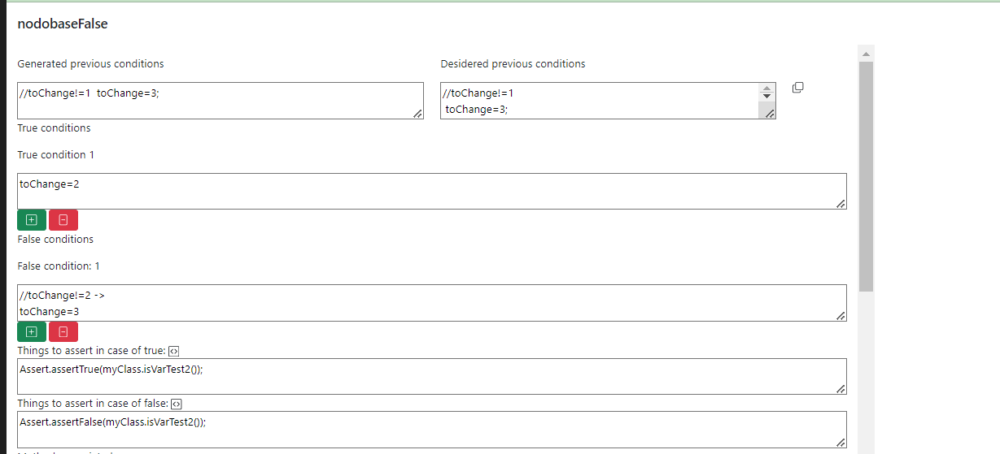 nodobaseFalse
Generated previous conditions
Desidered previous conditions
//toChange!=1  toChange=3;
//toChange!=1
toChange=3;
True conditions
True condition 1
toChange=2
False conditions
False condition: 1
//toChange!=2 ->
toChange=3
Things to assert in case of true:
Assert.assertTrue(myClass.isVarTest2());
Things to assert in case of false:
Assert.assertFalse(myClass.isVarTest2());